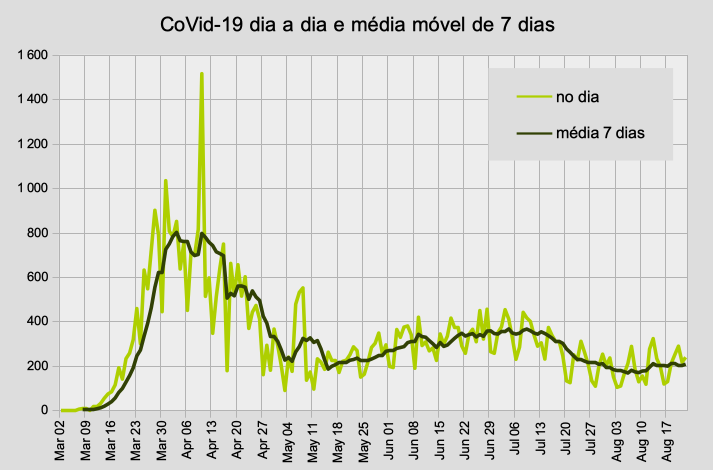 CoVid-19 dia a dia e média móvel de 7 dias
1 600
1 400
1 200
1 000
800
600
400
200
0
no dia
média 7 dias
Mar 02
Mar 09
Mar 16
Mar 23
Mar 30
Apr 06
Apr 13
Apr 20
Apr 27
May 04
May 11
May 18
May 25
Jun 01
Jun 08
Jun 15
Jun 22
Jun 29
Jul 06
Jul 13
Jul 20
Jul 27
Aug 03
Aug 10
Aug 17